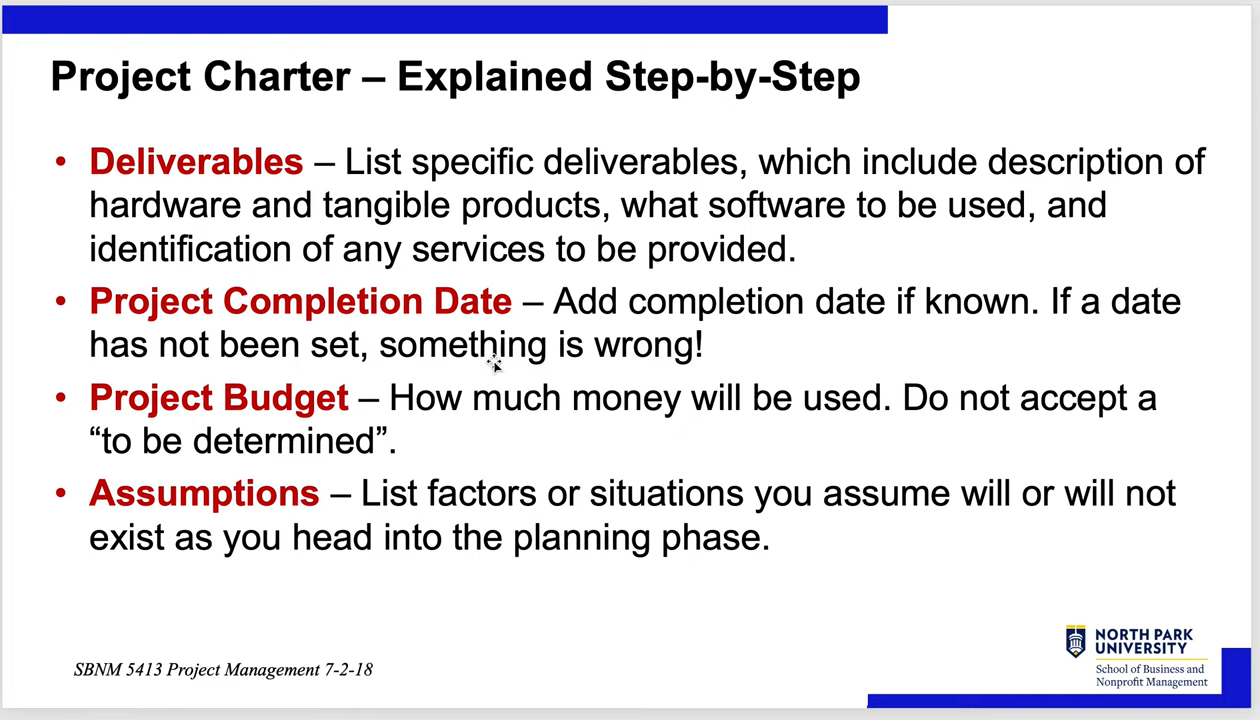 Project Charter – Explained Step-by-Step
• Deliverables – List specific deliverables, which include description of
hardware and tangible products, what software to be used, and
identification of any services to be provided.
• Project Completion Date – Add completion date if known. If a date
has not been set, something is wrong!
• Project Budget – How much money will be used. Do not accept a
“to be determined”.
• Assumptions – List factors or situations you assume will or will not
exist as you head into the planning phase.
SBNM 5413 Project Management 7-2-18
NORTH PARK
UNIVERSITY
School of Business and
Nonprofit Management